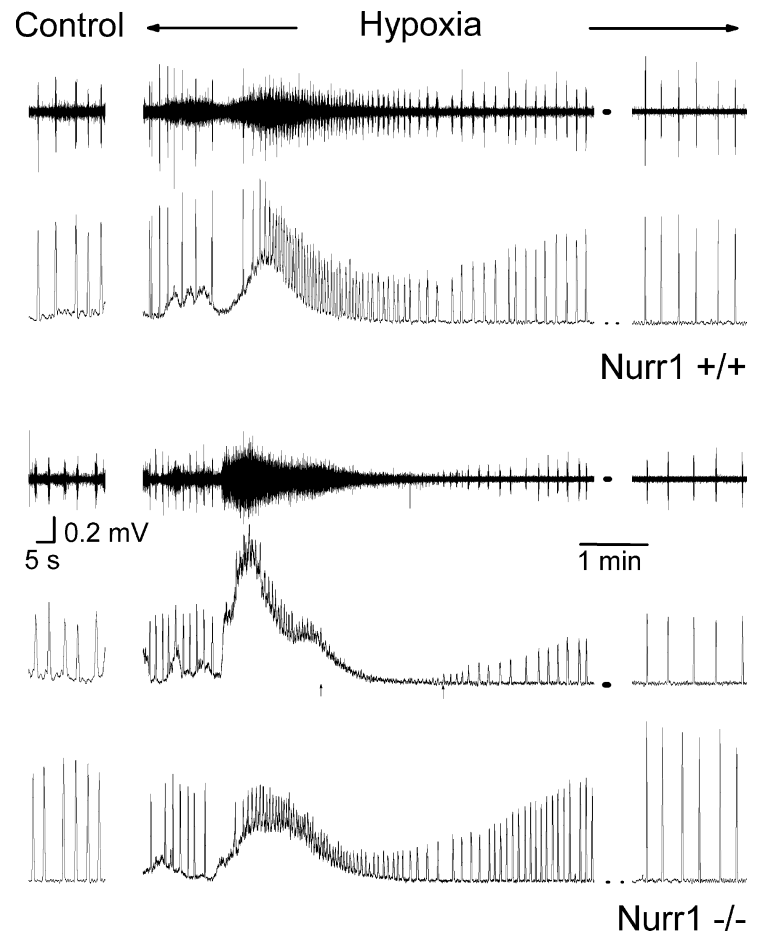 Control Hypoxia
Nurr1 +/+
0.2 mV
5 s 1 min
Nurr1 -/-